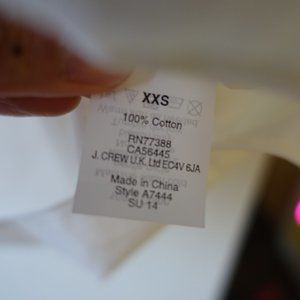 XXS
100% Cotton
RN77388
CA56445
J. CREW U.K. Ltd EC4V 6JA
Made in China
Style A7444
SU 14